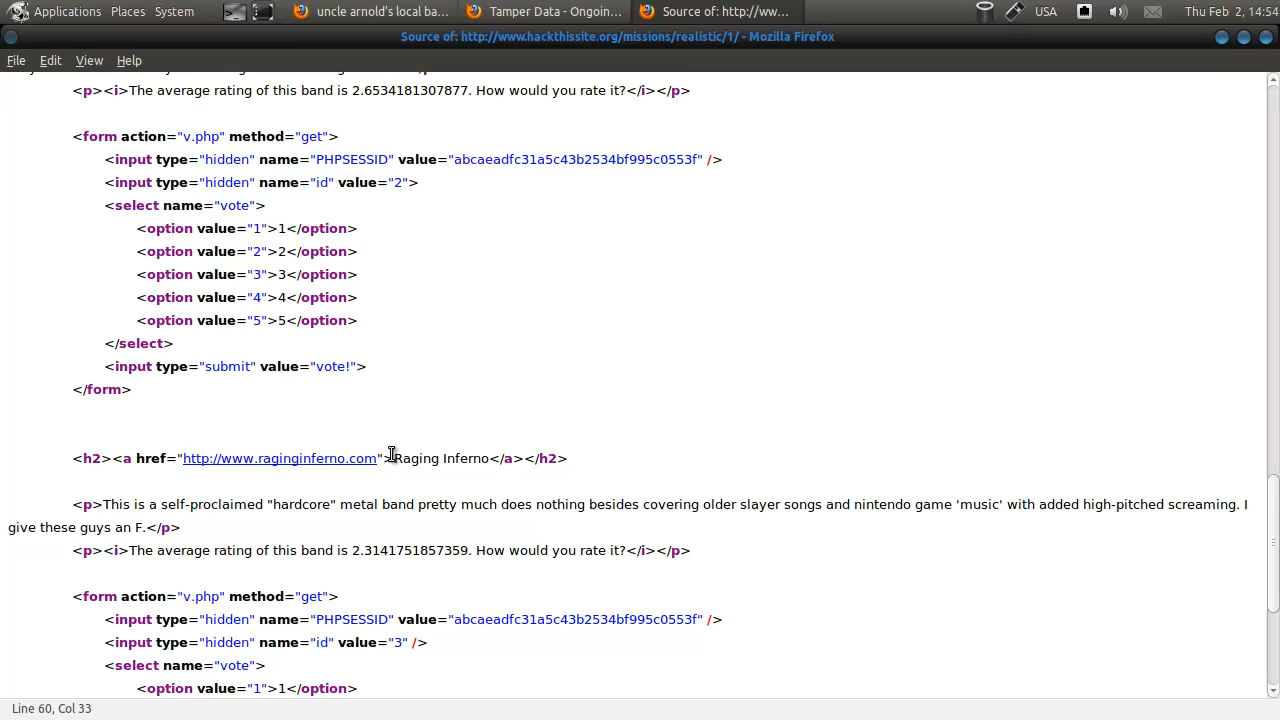 Applications Places System
uncle arnold's local ba...
Tamper Data - Ongoin...
Source of: http://ww...
USA
Thu Feb 2, 14:54
Source of: http://www.hackthissite.org/missions/realistic/1/ - Mozilla Firefox
File Edit View Help
<p><i>The average rating of this band is 2.6534181307877. How would you rate it?</i></p>
<form action="v.php" method="get">
<input type="hidden" name="PHPSESSID" value="abcaeadfc31a5c43b2534bf995c0553f" />
<input type="hidden" name="id" value="2">
<select name="vote">
<option value="1">1</option>
<option value="2">2</option>
<option value="3">3</option>
<option value="4">4</option>
<option value="5">5</option>
</select>
<input type="submit" value="vote!">
</form>
<h2><a href="http://www.raginginferno.com">Raging Inferno</a></h2>
<p>This is a self-proclaimed "hardcore" metal band pretty much does nothing besides covering older slayer songs and nintendo game 'music' with added high-pitched screaming. I
give these guys an F.</p>
<p><i>The average rating of this band is 2.3141751857359. How would you rate it?</i></p>
<form action="v.php" method="get">
<input type="hidden" name="PHPSESSID" value="abcaeadfc31a5c43b2534bf995c0553f" />
<input type="hidden" name="id" value="3" />
<select name="vote">
<option value="1">1</option>
Line 60, Col 33